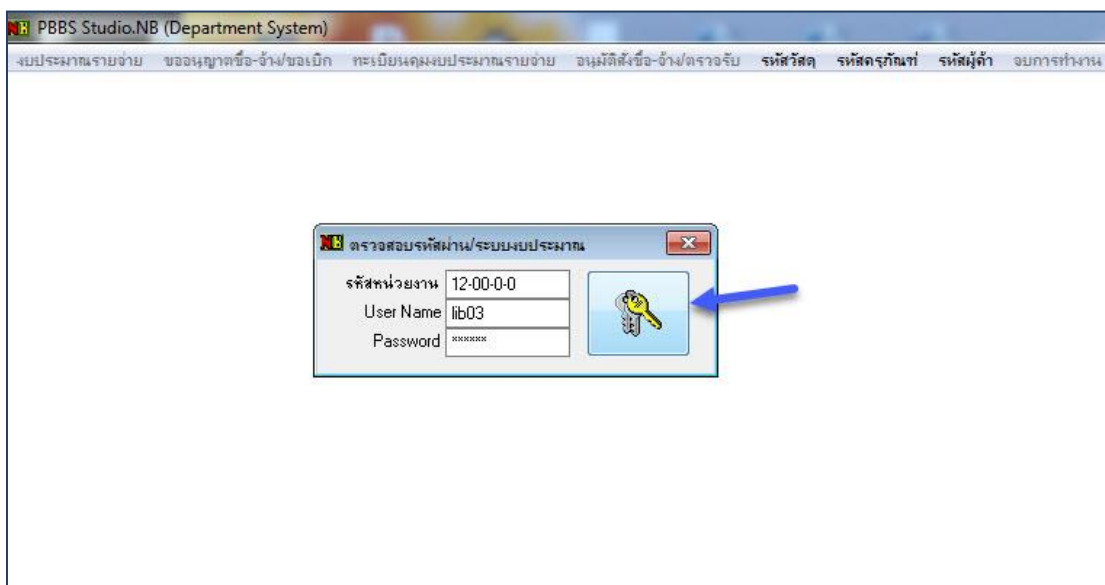 NB PBBS Studio.NB (Department System)
งบประมาณรายจ่าย ขออนุญาตซื้อ-จ้าง/ขอเบิก ทะเบียนคุมงบประมาณรายจ่าย อนุมัติสั่งซื้อ-จ้าง/ตรวจรับ รหัสวัสดุ รหัสครุภัณฑ์ รหัสผู้ค้า จบการทำงาน
NB ตรวจสอบรหัสผ่าน/ระบบงบประมาณ
รหัสหน่วยงาน 12-00-0-0
User Name lib03
Password ******